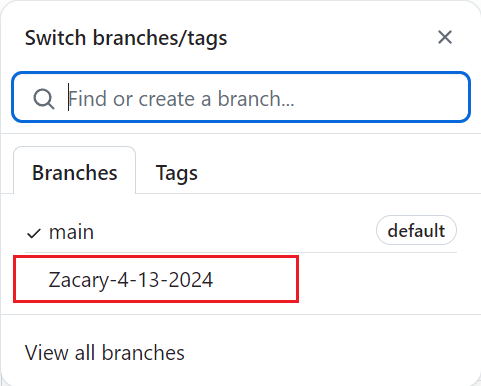 Switch branches/tags
Find or create a branch...
Branches Tags
main default
Zacary-4-13-2024
View all branches